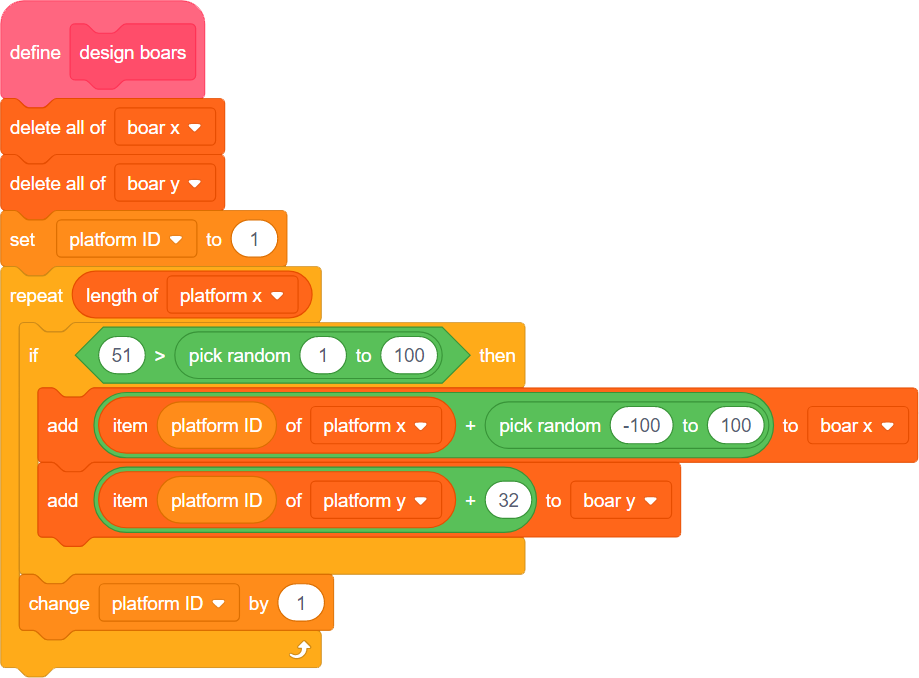 define design boars
delete all of boar x
delete all of boar y
set platform ID to 1
repeat length of platform x
if 51 > pick random 1 to 100 then
add item platform ID of platform x + pick random -100 to 100 to boar x
add item platform ID of platform y + 32 to boar y
change platform ID by 1